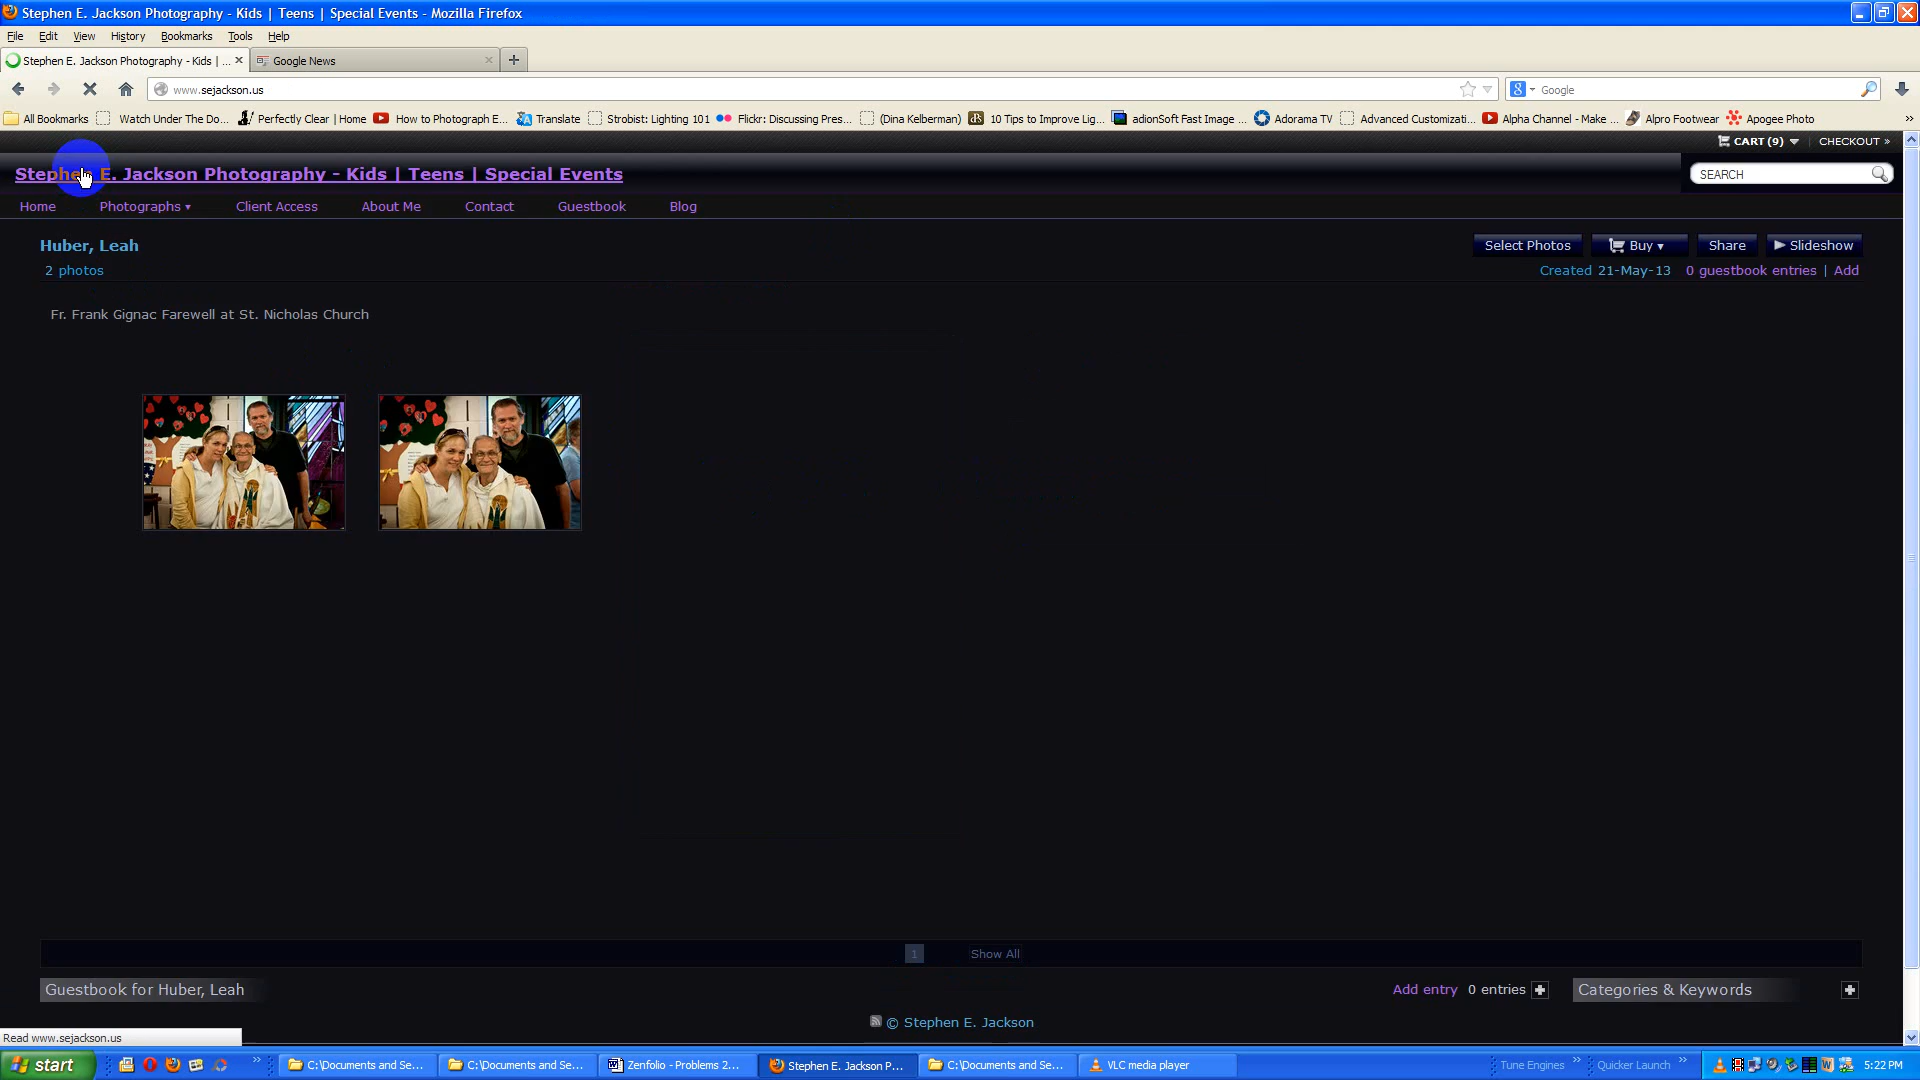 Stephen E. Jackson Photography - Kids | Teens | Special Events - Mozilla Firefox
File Edit View History Bookmarks Tools Help
Stephen E. Jackson Photography - Kids | ... Google News
www.sejackson.us Google
All Bookmarks Watch Under The Do... Perfectly Clear | Home How to Photograph E... Translate Strobist: Lighting 101 Flickr: Discussing Pres... (Dina Kelberman) 10 Tips to Improve Lig... adionSoft Fast Image ... Adorama TV Advanced Customizati... Alpha Channel - Make ... Alpro Footwear Apogee Photo
CART (9) CHECKOUT »
Stephen E. Jackson Photography - Kids | Teens | Special Events SEARCH
Home Photographs Client Access About Me Contact Guestbook Blog
Huber, Leah Select Photos Buy Share Slideshow
2 photos Created 21-May-13 0 guestbook entries | Add
Fr. Frank Gignac Farewell at St. Nicholas Church
1 Show All
Guestbook for Huber, Leah Add entry 0 entries Categories & Keywords
© Stephen E. Jackson
Read www.sejackson.us
start C:\Documents and Se... C:\Documents and Se... Zenfolio - Problems 2... Stephen E. Jackson P... C:\Documents and Se... VLC media player Tune Engines Quicker Launch 5:22 PM